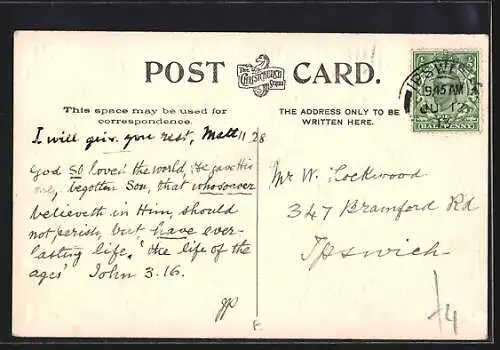 POST CARD.
The Christchurch Series
This space may be used for
correspondence.
THE ADDRESS ONLY TO BE
WRITTEN HERE.
IPSWICH
9.45 AM
HALFPENNY
I will give you rest, Matt 11 28
God so loved the world, He gave His
only begotten Son, that whosoever
believeth in Him, should
not perish, but have ever-
lasting life," the life of the
ages' John 3.16.
Mr W. Lockwood
347 Bramford Rd
Ipswich
/4